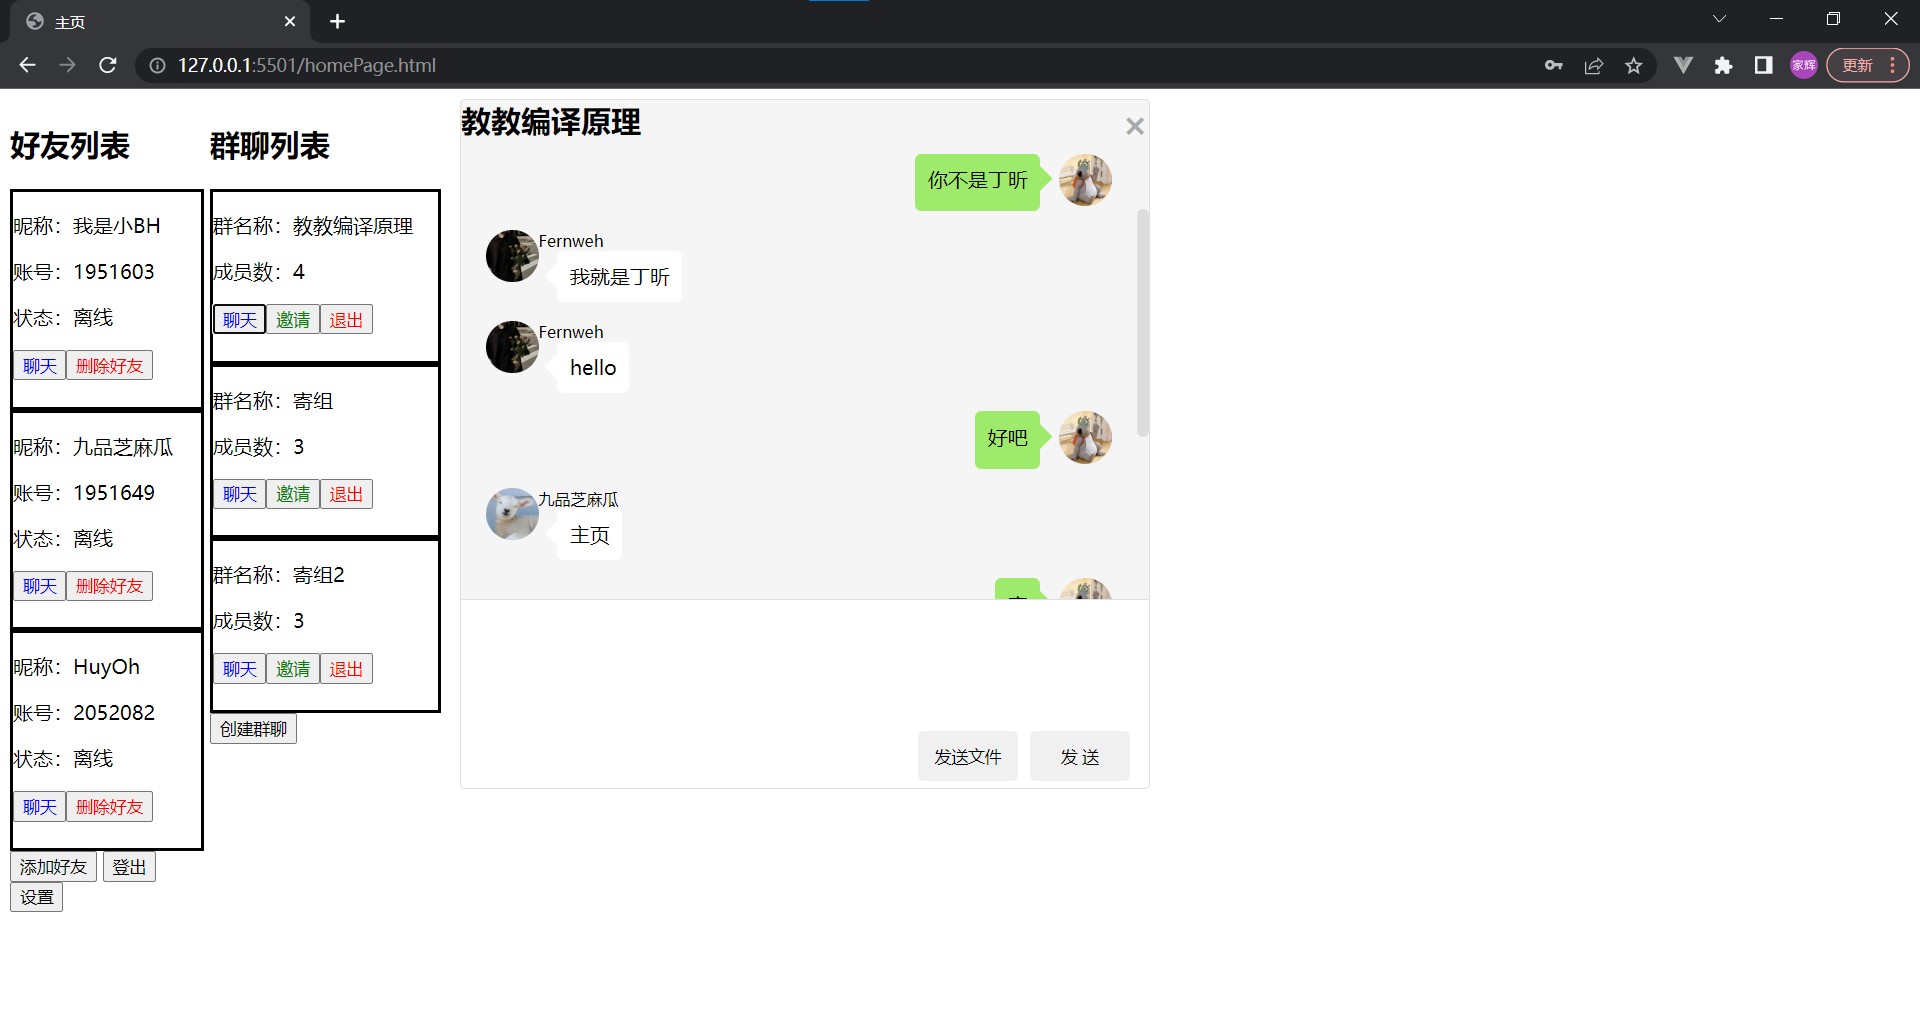 主页
127.0.0.1:5501/homePage.html
家辉
更新
好友列表
昵称：我是小BH
账号：1951603
状态：离线
聊天 删除好友
昵称：九品芝麻瓜
账号：1951649
状态：离线
聊天 删除好友
昵称：HuyOh
账号：2052082
状态：离线
聊天 删除好友
添加好友 登出
设置
群聊列表
群名称：教教编译原理
成员数：4
聊天 邀请 退出
群名称：寄组
成员数：3
聊天 邀请 退出
群名称：寄组2
成员数：3
聊天 邀请 退出
创建群聊
教教编译原理
你不是丁昕
Fernweh
我就是丁昕
Fernweh
hello
好吧
九品芝麻瓜
主页
发送文件 发 送